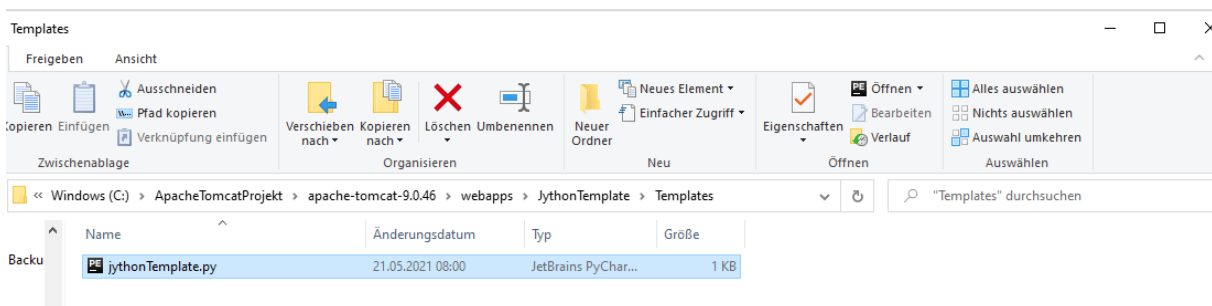 Templates
Freigeben Ansicht
Kopieren Einfügen Ausschneiden
Pfad kopieren
Verknüpfung einfügen
Verschieben nach Kopieren nach Löschen Umbenennen
Neuer Ordner
Neues Element
Einfacher Zugriff
Eigenschaften
Öffnen
Bearbeiten
Verlauf
Alles auswählen
Nichts auswählen
Auswahl umkehren
Zwischenablage Organisieren Neu Öffnen Auswählen
« Windows (C:) › ApacheTomcatProjekt › apache-tomcat-9.0.46 › webapps › JythonTemplate › Templates "Templates" durchsuchen
Name Änderungsdatum Typ Größe
Backu
jythonTemplate.py 21.05.2021 08:00 JetBrains PyChar... 1 KB